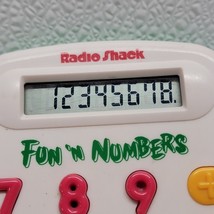 Radio Shack
12345678.
FUN 'N NUMBERS
7 8 9 +